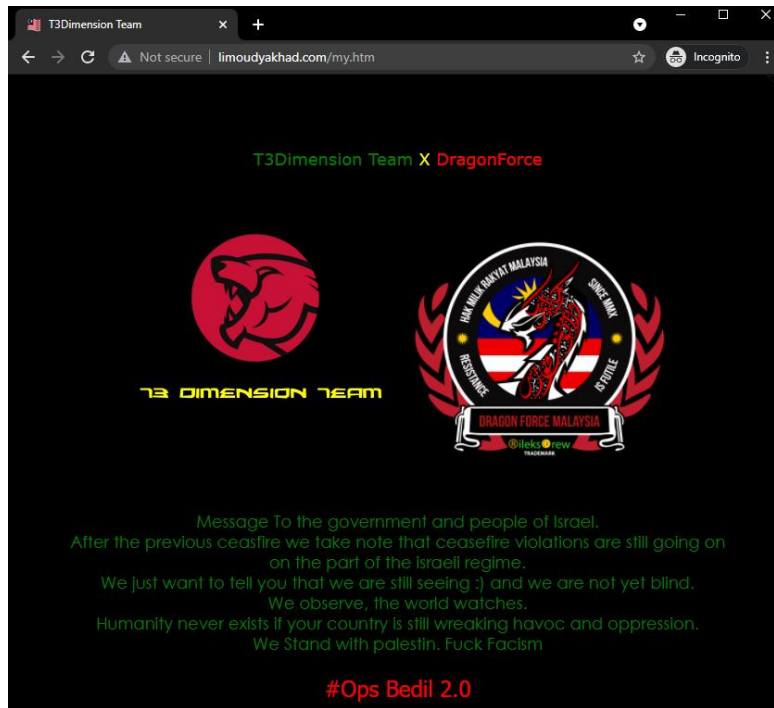 T3Dimension Team
Not secure | limoudyakhad.com/my.htm
Incognito
T3Dimension Team X DragonForce
T3 DIMENSION TEAM
HAK MILIK RAKYAT MALAYSIA
SINCE MMX
RESISTANCE
IS FUTILE
DRAGON FORCE MALAYSIA
®ileksCrew
TRADEMARK
Message To the government and people of Israel.
After the previous ceasfire we take note that ceasefire violations are still going on
on the part of the israeli regime.
We just want to tell you that we are still seeing :) and we are not yet blind.
We observe, the world watches.
Humanity never exists if your country is still wreaking havoc and oppression.
We Stand with palestin. Fuck Facism
#Ops Bedil 2.0